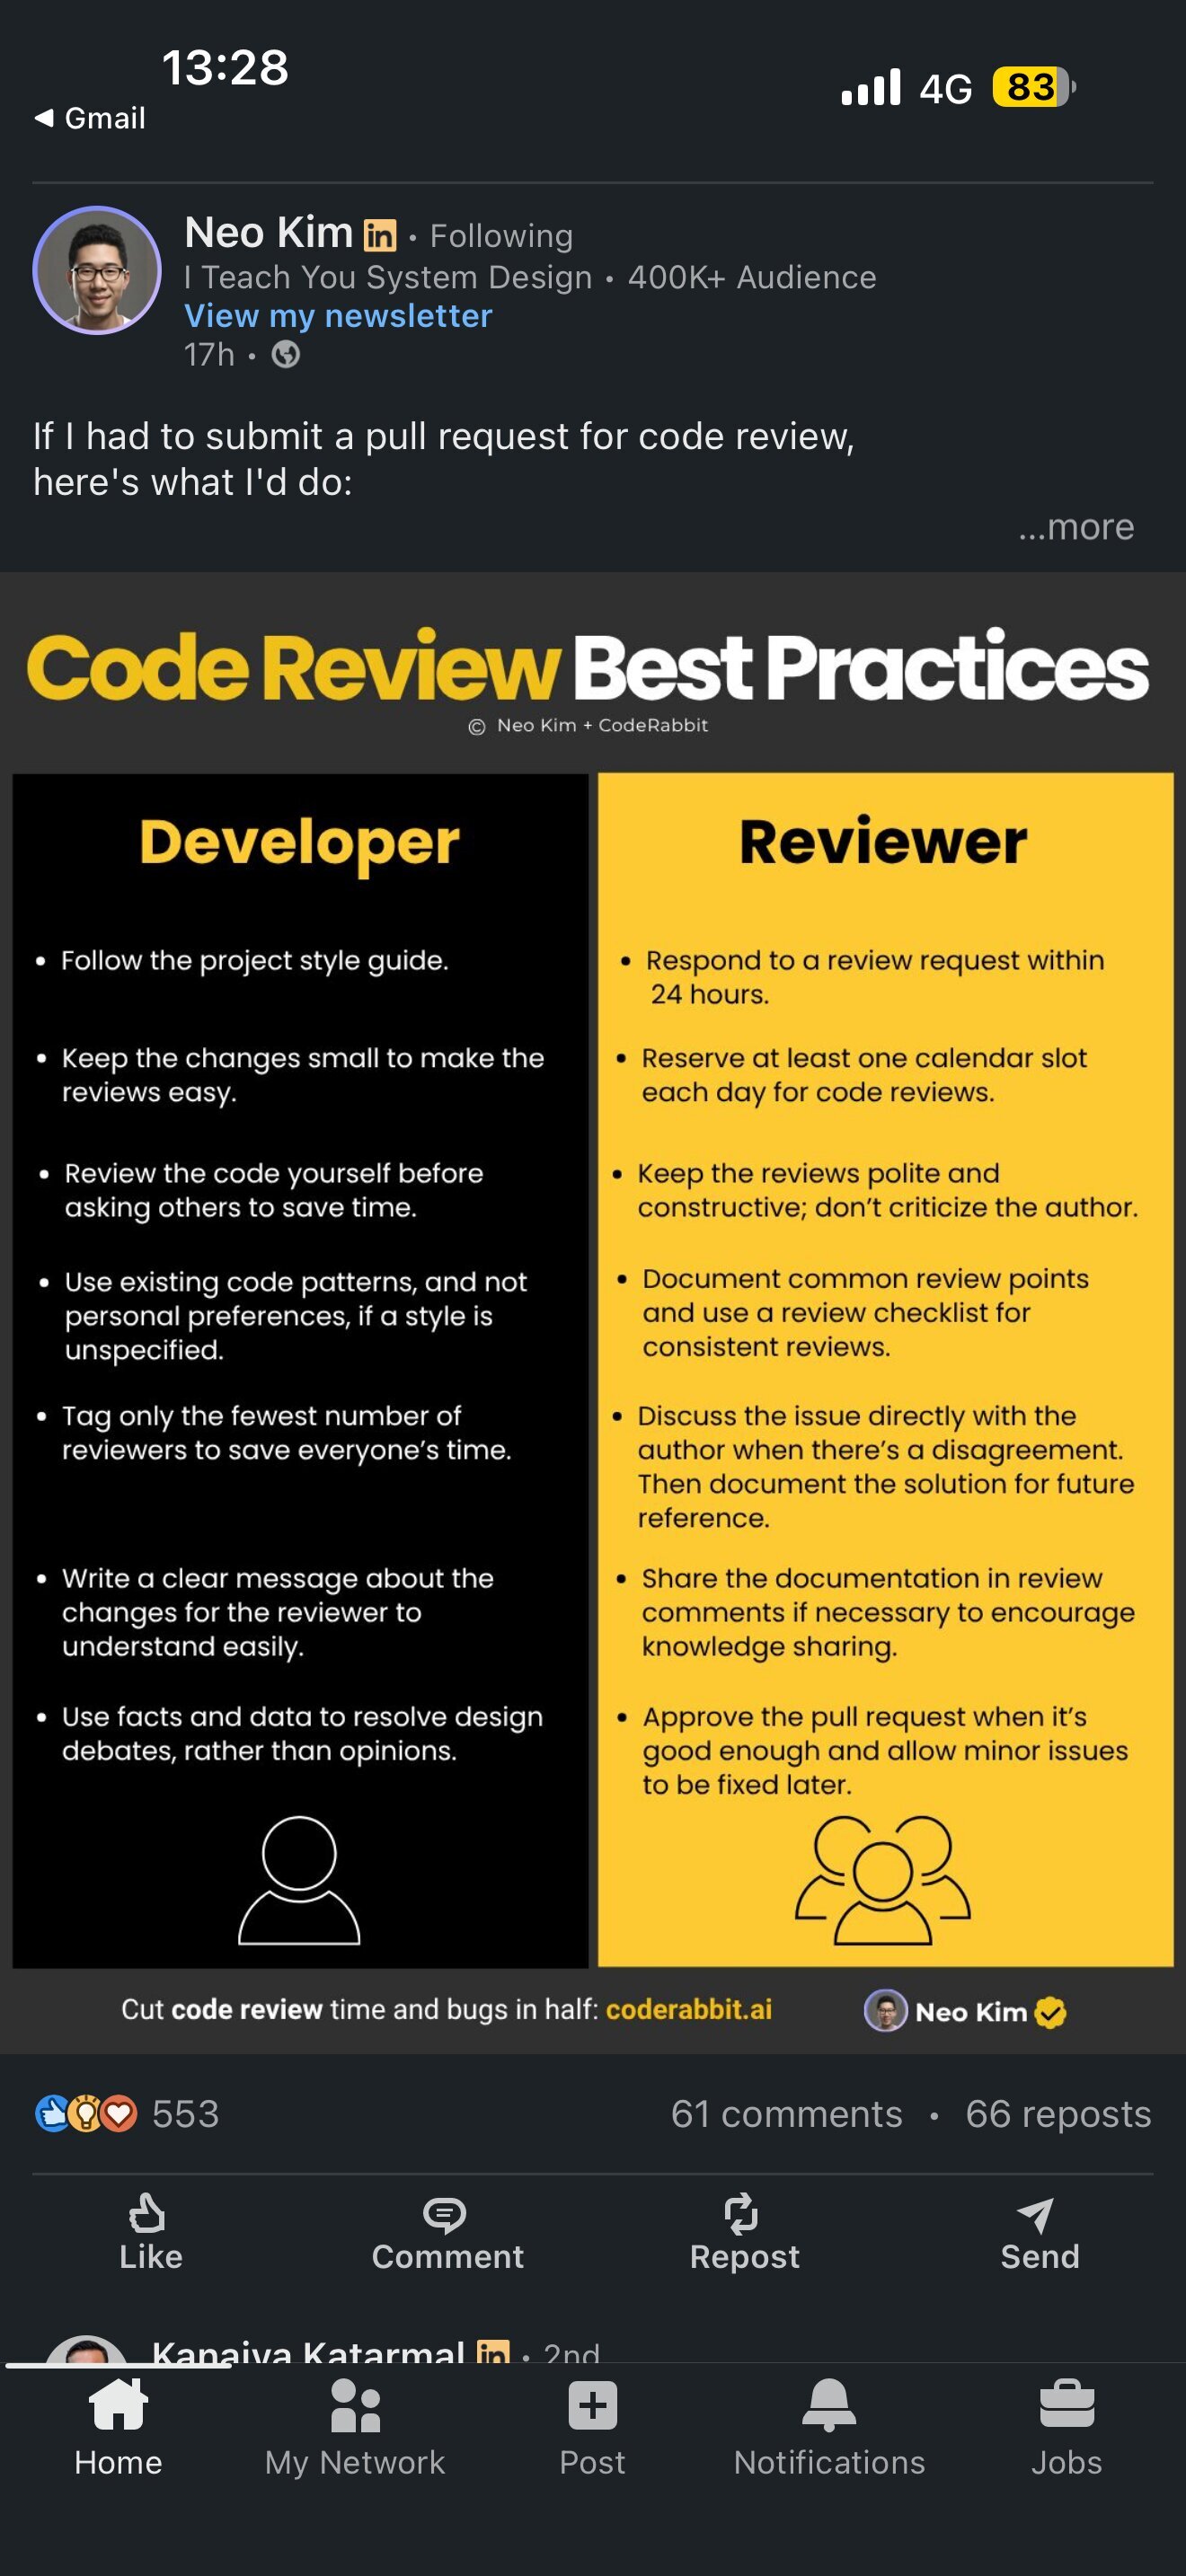 13:28
4G
83
◀ Gmail
Neo Kim in • Following
I Teach You System Design • 400K+ Audience
View my newsletter
17h •
If I had to submit a pull request for code review,
here's what I'd do:
...more
Code Review Best Practices
© Neo Kim + CodeRabbit
Developer
• Follow the project style guide.
• Keep the changes small to make the
reviews easy.
• Review the code yourself before
asking others to save time.
• Use existing code patterns, and not
personal preferences, if a style is
unspecified.
• Tag only the fewest number of
reviewers to save everyone's time.
• Write a clear message about the
changes for the reviewer to
understand easily.
• Use facts and data to resolve design
debates, rather than opinions.
Reviewer
• Respond to a review request within
24 hours.
• Reserve at least one calendar slot
each day for code reviews.
• Keep the reviews polite and
constructive; don't criticize the author.
• Document common review points
and use a review checklist for
consistent reviews.
• Discuss the issue directly with the
author when there's a disagreement.
Then document the solution for future
reference.
• Share the documentation in review
comments if necessary to encourage
knowledge sharing.
• Approve the pull request when it's
good enough and allow minor issues
to be fixed later.
Cut code review time and bugs in half: coderabbit.ai
Neo Kim
553
61 comments • 66 reposts
Like
Comment
Repost
Send
Kanaiya Katarmal in • 2nd
Home
My Network
Post
Notifications
Jobs